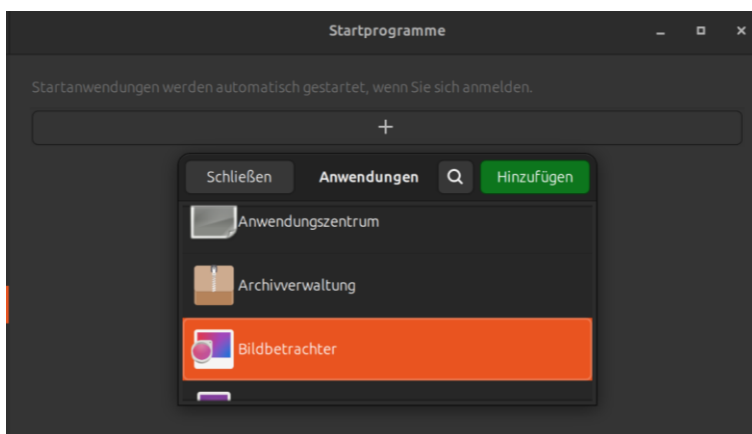 Startprogramme
Startanwendungen werden automatisch gestartet, wenn Sie sich anmelden.
Schließen Anwendungen Hinzufügen
Anwendungszentrum
Archivverwaltung
Bildbetrachter